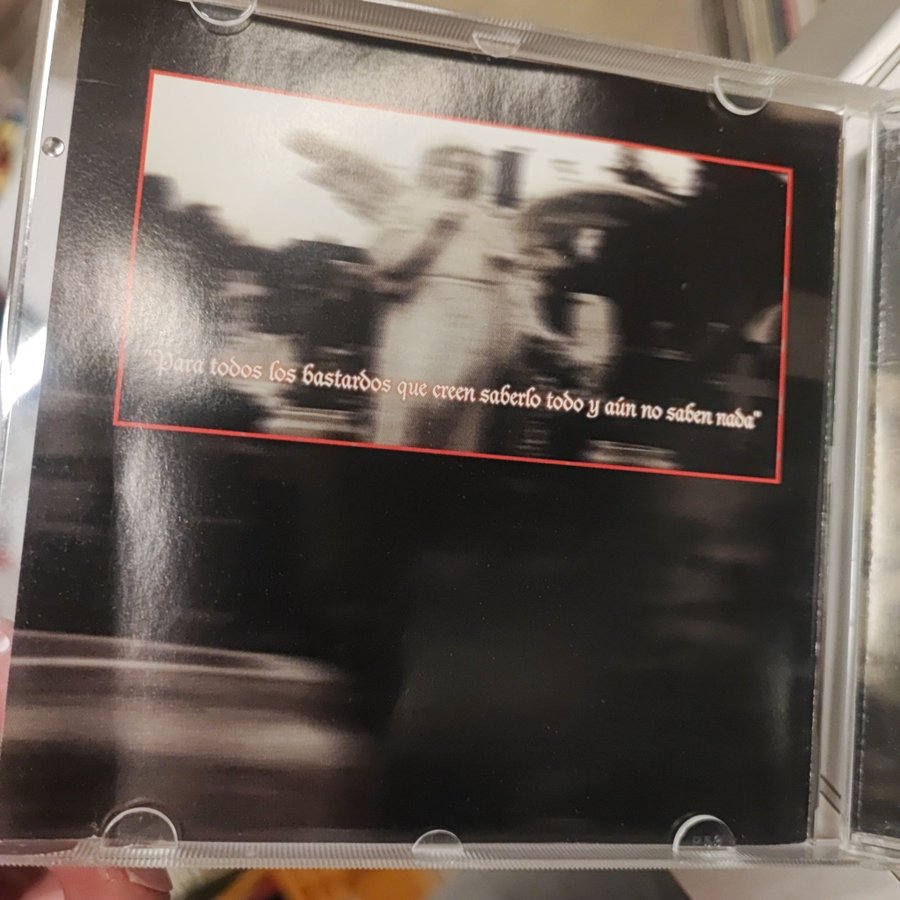 "Para todos los bastardos que creen saberlo todo y aún no saben nada"